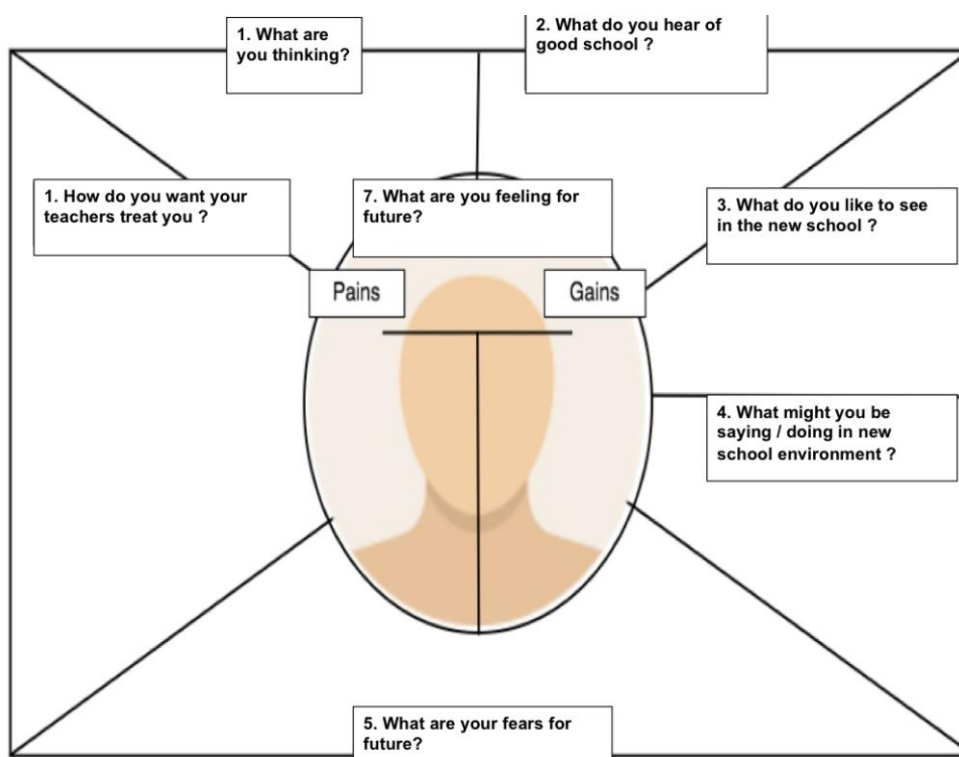 1. What are
you thinking?
2. What do you hear of
good school ?
1. How do you want your
teachers treat you ?
7. What are you feeling for
future?
3. What do you like to see
in the new school ?
Pains
Gains
4. What might you be
saying / doing in new
school environment ?
5. What are your fears for
future?